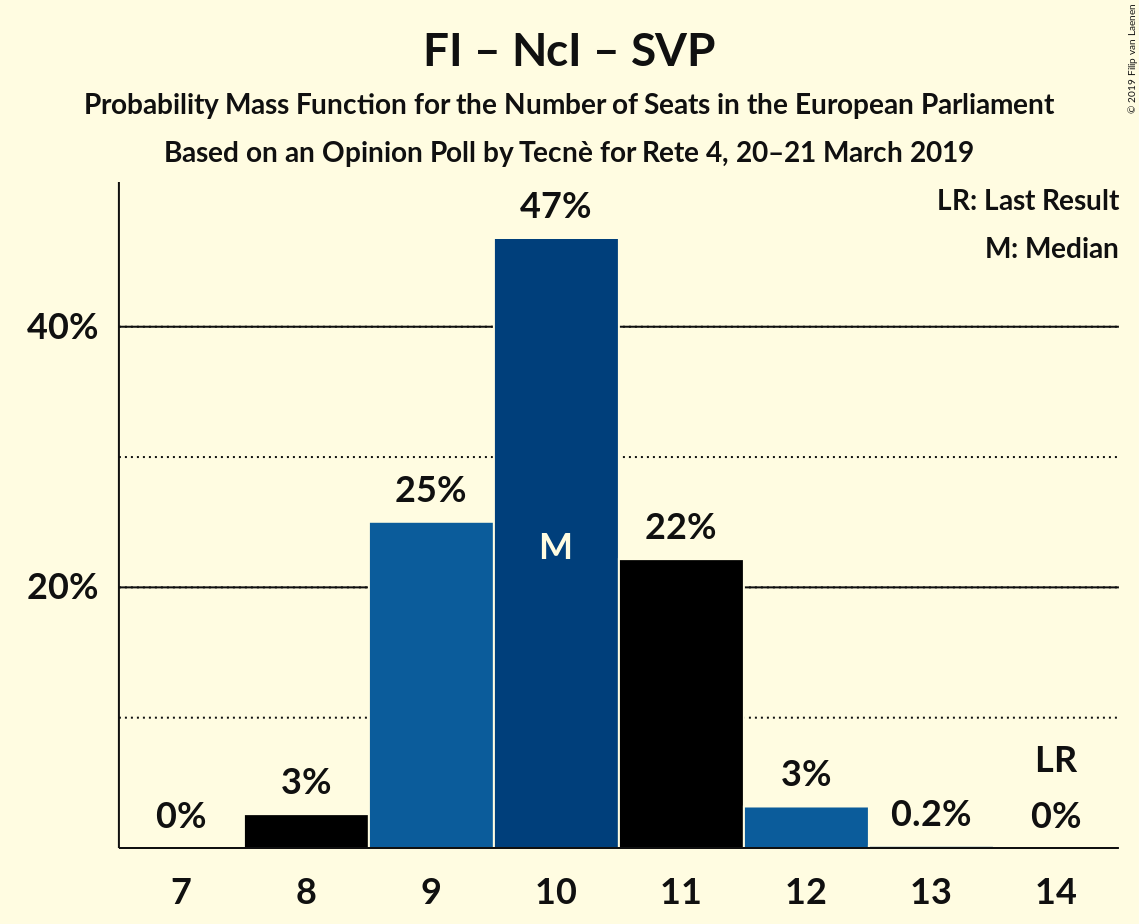 FI – NcI – SVP
Probability Mass Function for the Number of Seats in the European Parliament
Based on an Opinion Poll by Tecnè for Rete 4, 20–21 March 2019
© 2019 Filip van Laenen
LR: Last Result
M: Median
47%
40%
25%
22%
M
20%
LR
3%
3%
0%
0.2%
0%
7 8 9 10 11 12 13 14